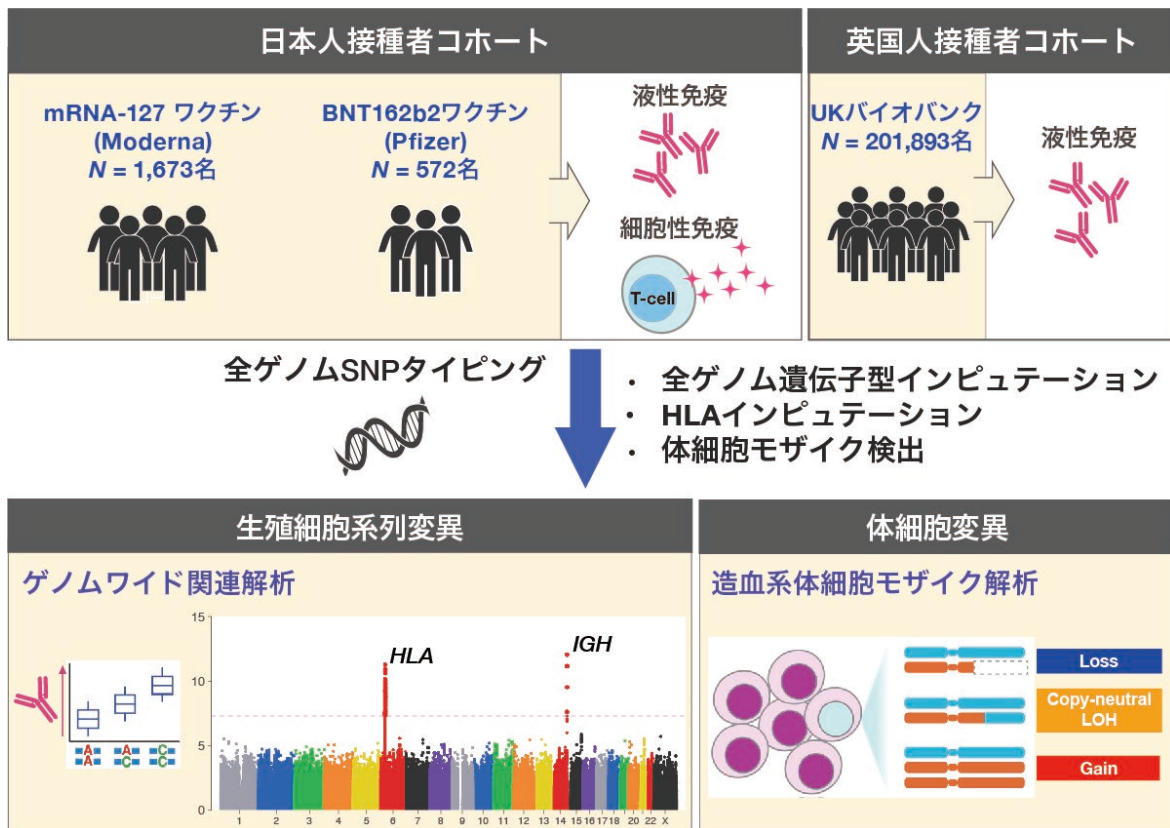 日本人接種者コホート
英国人接種者コホート
mRNA-127 ワクチン
(Moderna)
N = 1,673名
BNT162b2ワクチン
(Pfizer)
N = 572名
液性免疫
細胞性免疫
T-cell
UKバイオバンク
N = 201,893名
液性免疫
全ゲノムSNPタイピング
・ 全ゲノム遺伝子型インピュテーション
・ HLAインピュテーション
・ 体細胞モザイク検出
生殖細胞系列変異
体細胞変異
ゲノムワイド関連解析
15
10
5
0
HLA
IGH
A A C
A C C
1 2 3 4 5 6 7 8 9 10 11 12 13 14 15 16 17 18 20 22 X
造血系体細胞モザイク解析
Loss
Copy-neutral
LOH
Gain